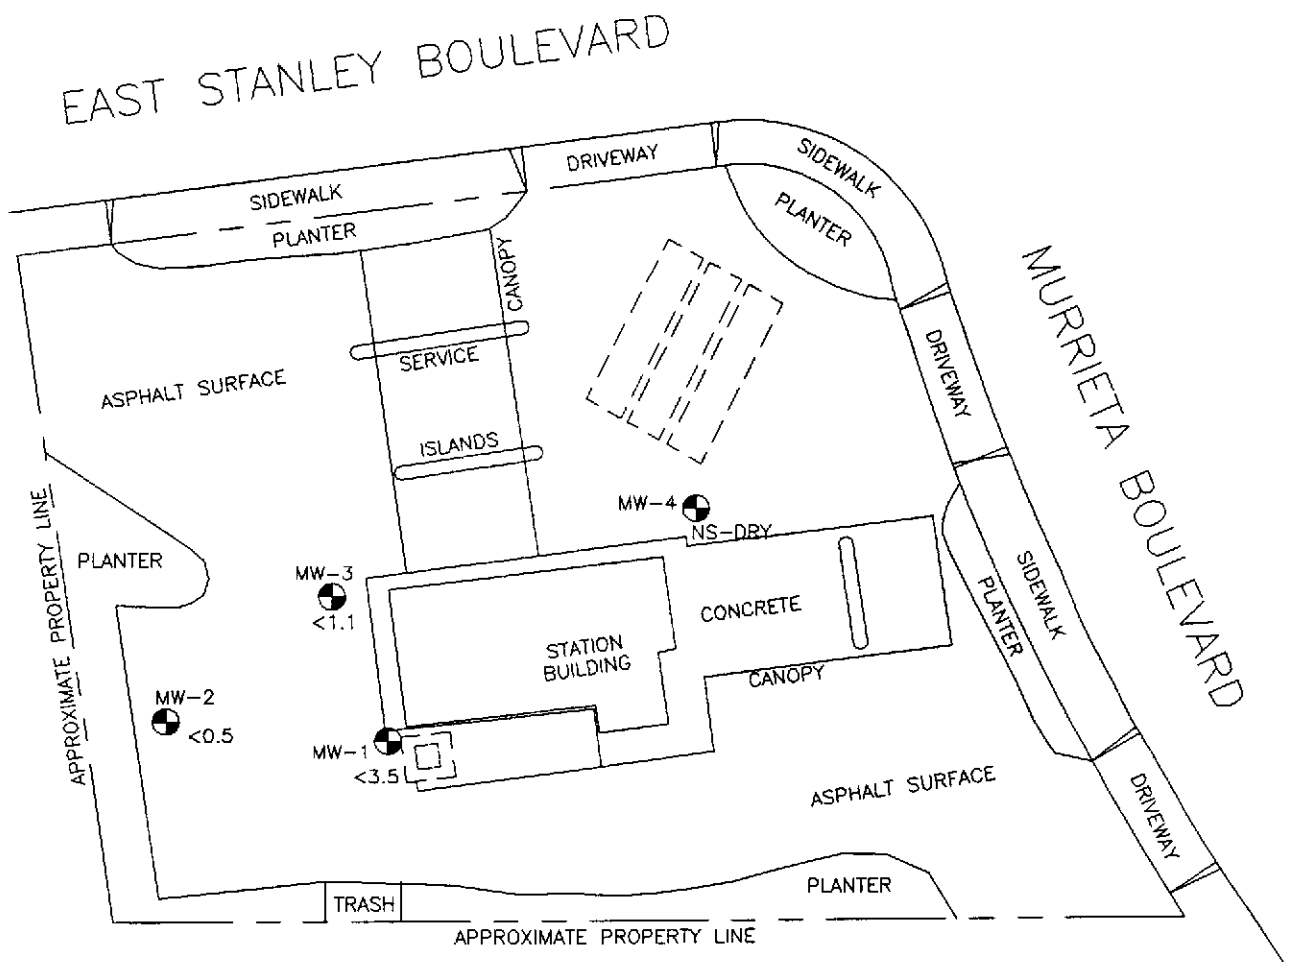 EAST STANLEY BOULEVARD
DRIVEWAY
SIDEWALK
SIDEWALK
PLANTER
PLANTER
CANOPY
MURRIETA BOULEVARD
SERVICE
DRIVEWAY
ASPHALT SURFACE
ISLANDS
MW-4
NS-DRY
APPROXIMATE PROPERTY LINE
PLANTER
MW-3
<1.1
CONCRETE
SIDEWALK
PLANTER
STATION
BUILDING
CANOPY
MW-2
<0.5
MW-1
<3.5
ASPHALT SURFACE
DRIVEWAY
PLANTER
TRASH
APPROXIMATE PROPERTY LINE